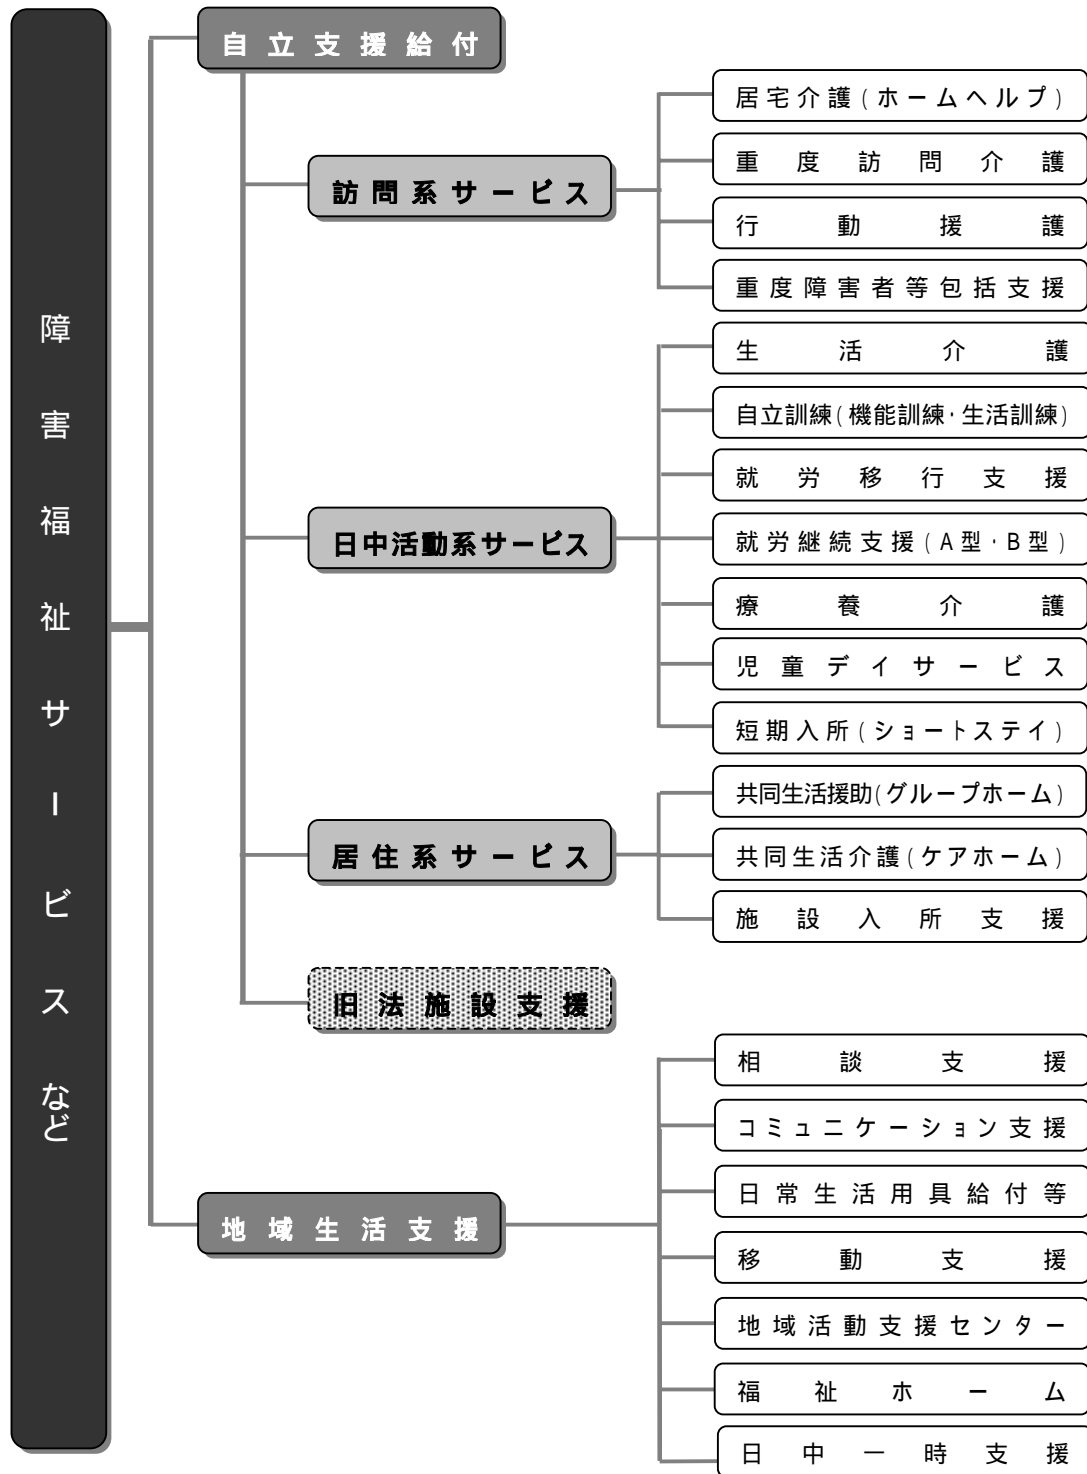 障害福祉サービスなど
自立支援給付
訪問系サービス
居宅介護(ホームヘルプ)
重度訪問介護
行動援護
重度障害者等包括支援
日中活動系サービス
生活介護
自立訓練(機能訓練・生活訓練)
就労移行支援
就労継続支援(A型・B型)
療養介護
児童デイサービス
短期入所(ショートステイ)
居住系サービス
共同生活援助(グループホーム)
共同生活介護(ケアホーム)
施設入所支援
旧法施設支援
地域生活支援
相談支援
コミュニケーション支援
日常生活用具給付等
移動支援
地域活動支援センター
福祉ホーム
日中一時支援